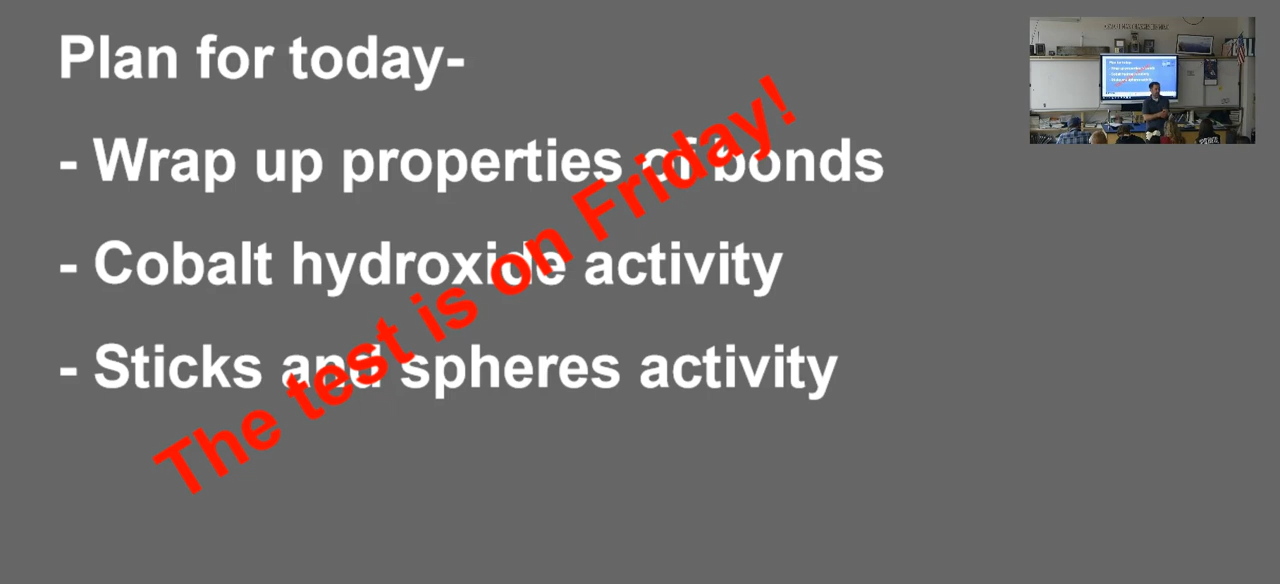 Plan for today-
- Wrap up properties of bonds
- Cobalt hydroxide activity
- Sticks and spheres activity
The test is on Friday!